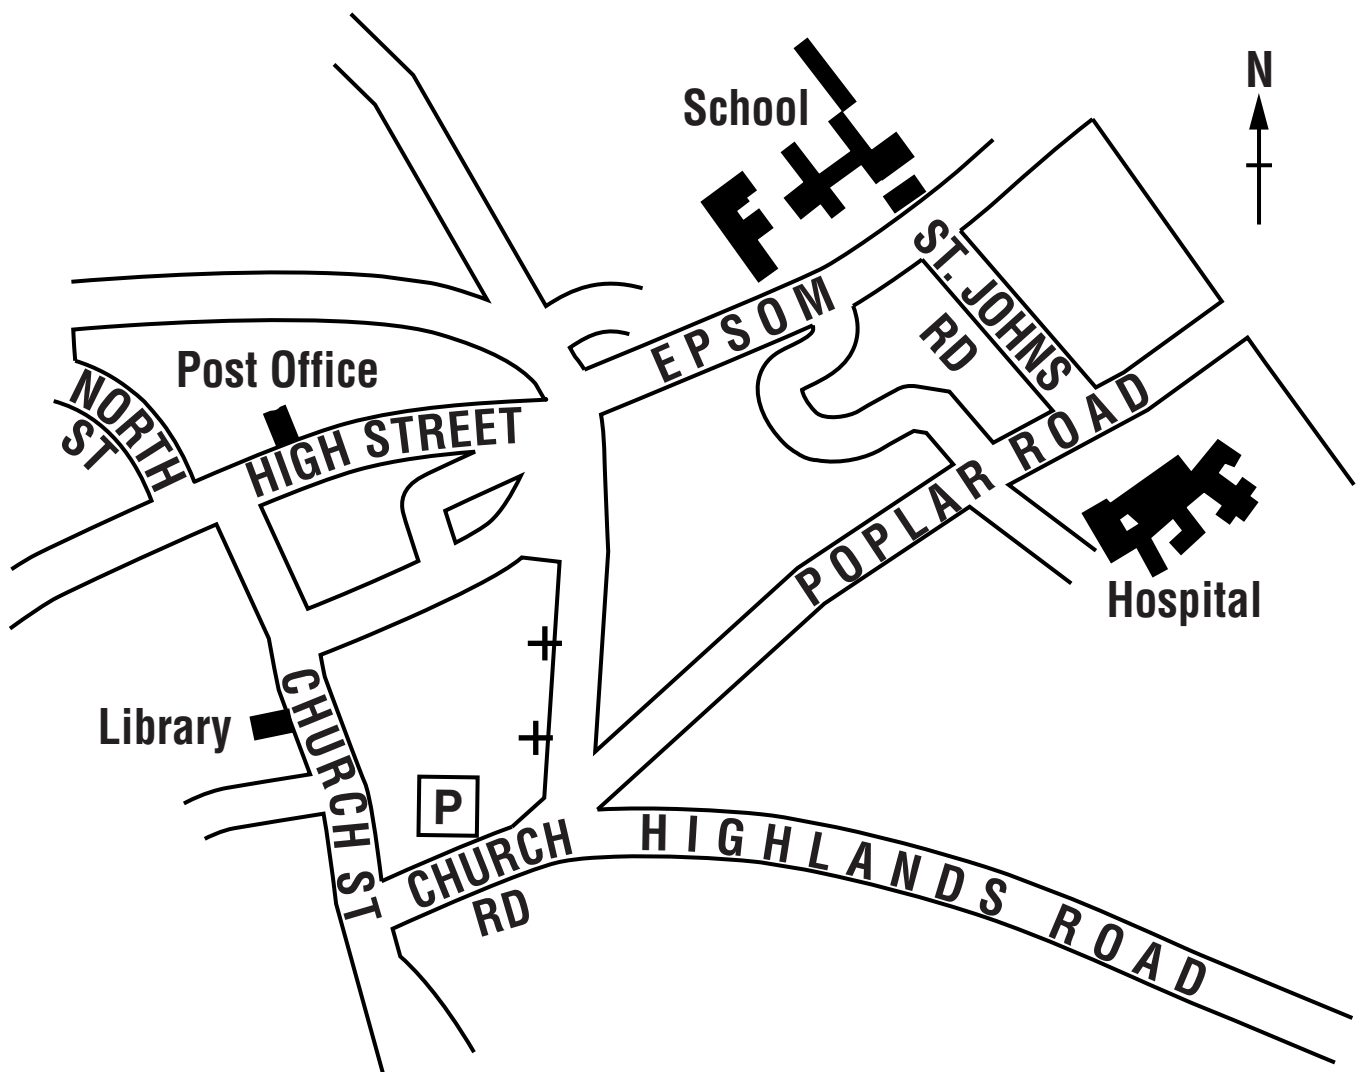 N
School
ST. JOHNS
RD
EPSOM
Post Office
NORTH
ST
HIGH STREET
POPLAR ROAD
Hospital
Library
CHURCH ST
P
CHURCH
RD
HIGHLANDS ROAD